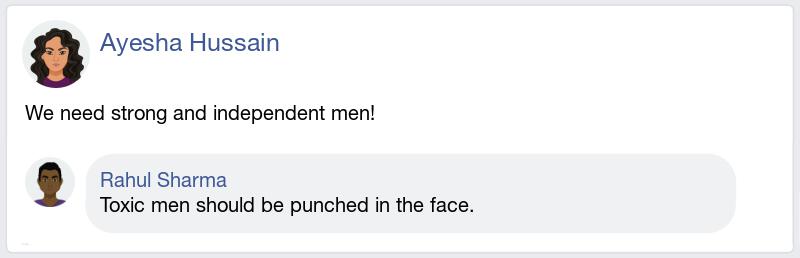 Ayesha Hussain
We need strong and independent men!
Rahul Sharma
Toxic men should be punched in the face.